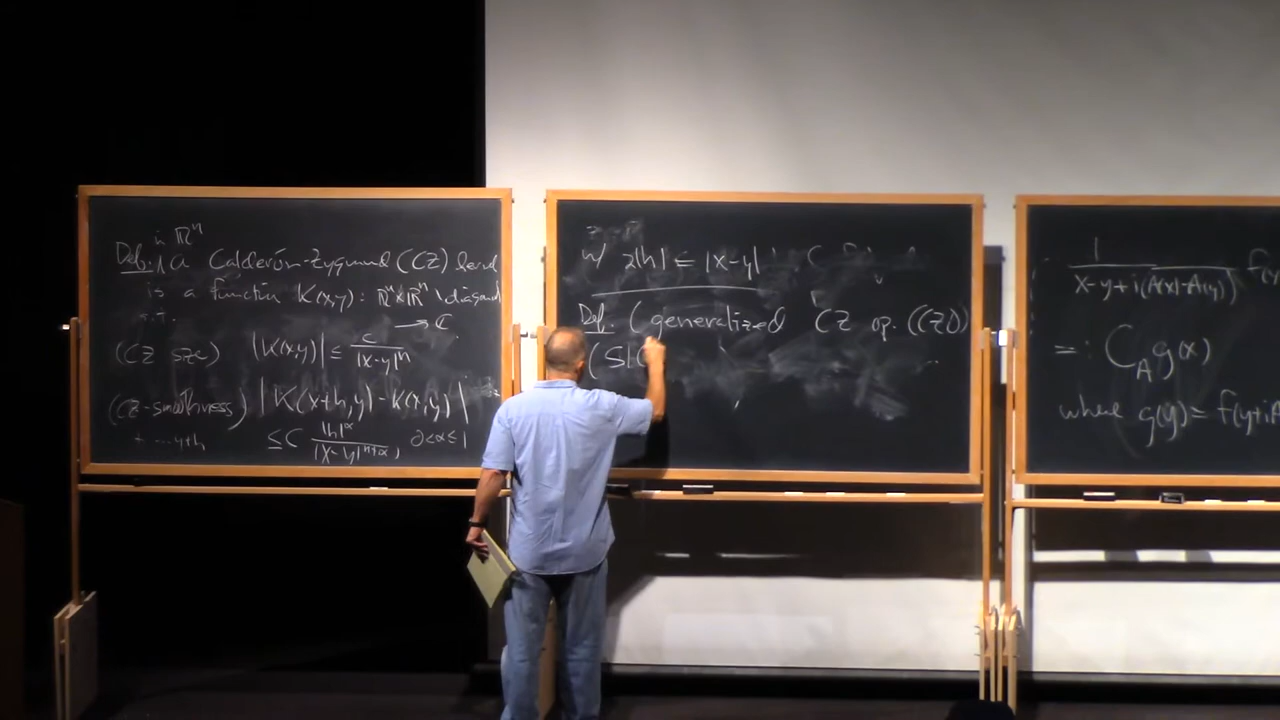 in ℝⁿ
Def. A Calderón-Zygmund (CZ) kernel
is a function K(x,y): ℝⁿ×ℝⁿ \ diagonal
s.t. → ℂ
(CZ size) |K(x,y)| ≤ C/|x-y|ⁿ
(CZ-smoothness) |K(x+h,y) - K(x,y)|
+ ... y+h ≤ C |h|^α/|x-y|^{n+α}, 0<α≤1
w/ 2|h| ≤ |x-y|
Def. (generalized CZ op. (CZO)
(SIO
1/(x-y+i(A(x)-A(y))) f(y
=: C_A g(x)
where g(y) = f(y+i